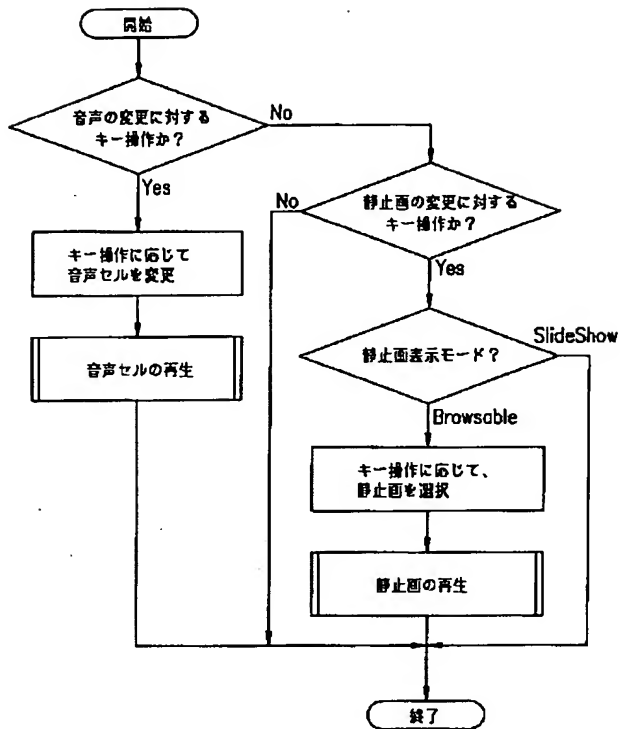 開始
音声の変更に対する
キー操作か?
No
Yes
静止画の変更に対する
キー操作か?
No
Yes
キー操作に応じて
音声セルを変更
静止画表示モード?
SlideShow
音声セルの再生
Browsable
キー操作に応じて、
静止画を選択
静止画の再生
終了